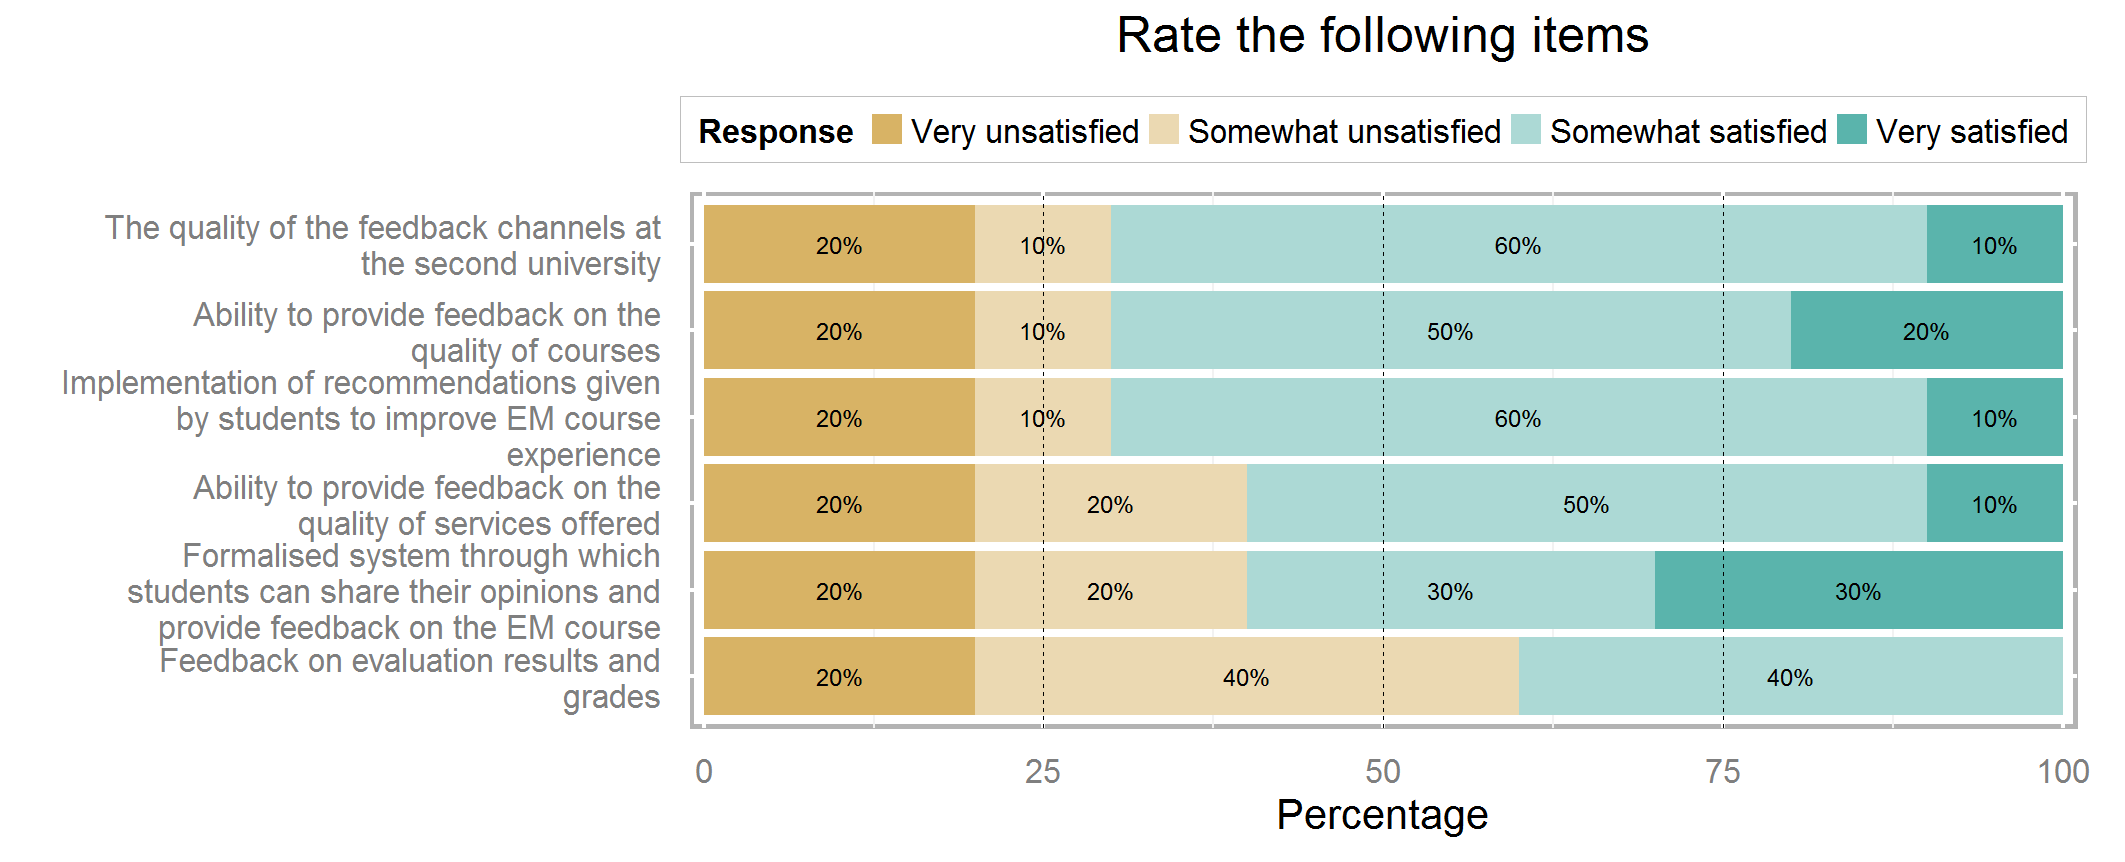 Rate the following items
Response Very unsatisfied Somewhat unsatisfied Somewhat satisfied Very satisfied
The quality of the feedback channels at
the second university
20% 10% 60% 10%
Ability to provide feedback on the
quality of courses
20% 10% 50% 20%
Implementation of recommendations given
by students to improve EM course
experience
20% 10% 60% 10%
Ability to provide feedback on the
quality of services offered
20% 20% 50% 10%
Formalised system through which
students can share their opinions and
provide feedback on the EM course
20% 20% 30% 30%
Feedback on evaluation results and
grades
20% 40% 40%
0 25 50 75 100
Percentage